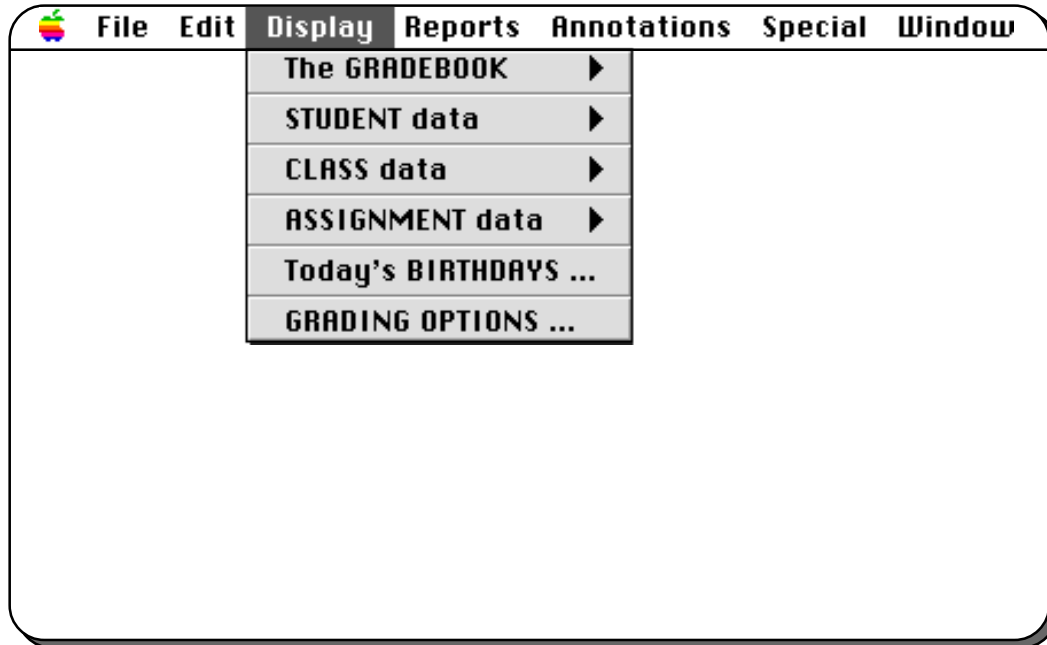 File Edit Display Reports Annotations Special Window
The GRADEBOOK
STUDENT data
CLASS data
ASSIGNMENT data
Today's BIRTHDAYS ...
GRADING OPTIONS ...